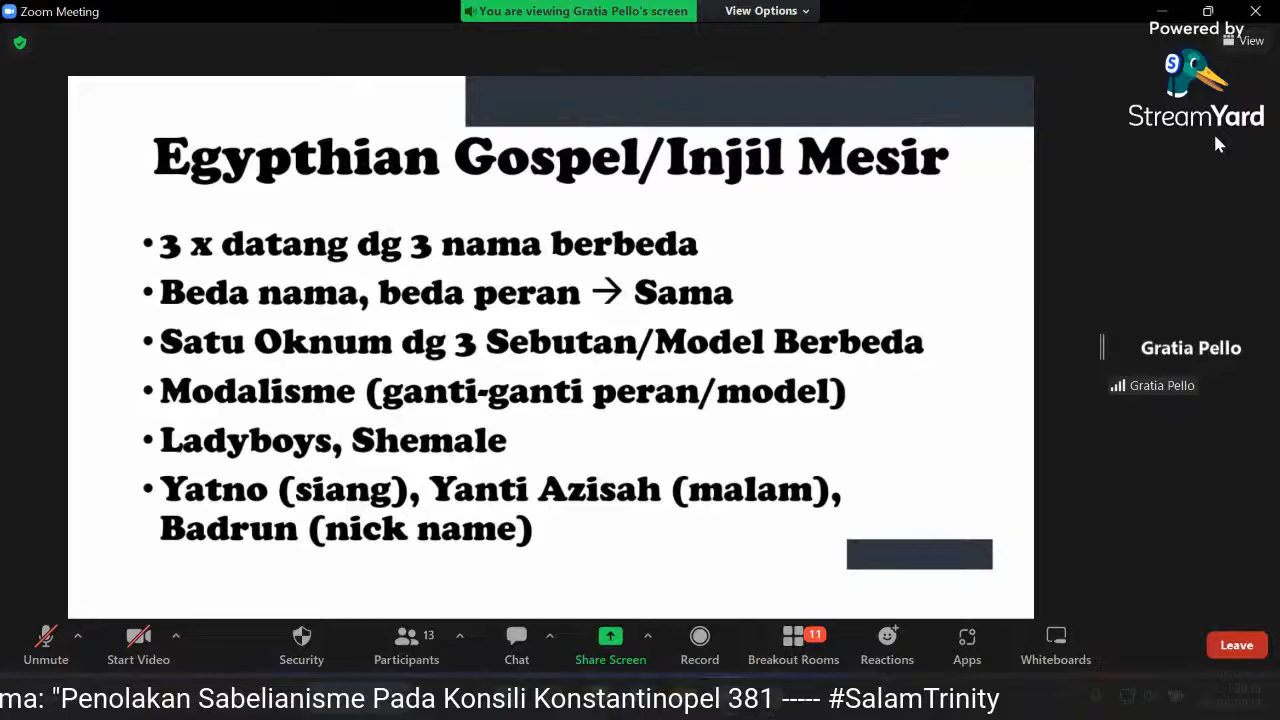 Zoom Meeting
You are viewing Gratia Pello's screen
View Options
Powered by
View
S
StreamYard
Egypthian Gospel/Injil Mesir
• 3 x datang dg 3 nama berbeda
• Beda nama, beda peran → Sama
• Satu Oknum dg 3 Sebutan/Model Berbeda
• Modalisme (ganti-ganti peran/model)
• Ladyboys, Shemale
• Yatno (siang), Yanti Azisah (malam),
Badrun (nick name)
Gratia Pello
Gratia Pello
13
11
Unmute
Start Video
Security
Participants
Chat
Share Screen
Record
Breakout Rooms
Reactions
Apps
Whiteboards
Leave
ma: "Penolakan Sabelianisme Pada Konsili Konstantinopel 381 ----- #SalamTrinity